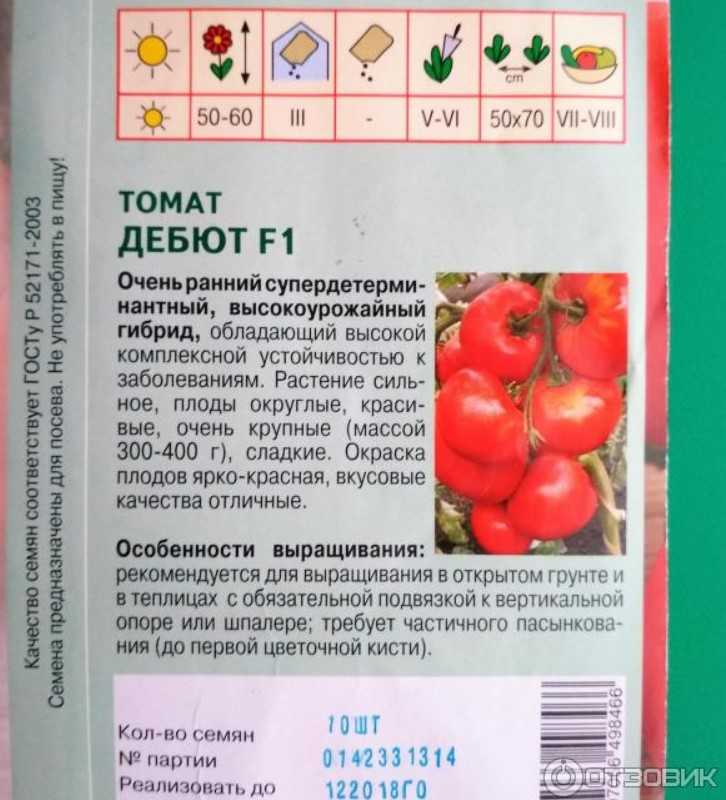 cm
50-60 III - V-VI 50x70 VII-VIII
ТОМАТ
ДЕБЮТ F1
Очень ранний супердетерми-
нантный, высокоурожайный
гибрид, обладающий высокой
комплексной устойчивостью к
заболеваниям. Растение силь-
ное, плоды округлые, краси-
вые, очень крупные (массой
300-400 г), сладкие. Окраска
плодов ярко-красная, вкусовые
качества отличные.
Особенности выращивания:
рекомендуется для выращивания в открытом грунте и
в теплицах с обязательной подвязкой к вертикальной
опоре или шпалере; требует частичного пасынкова-
ния (до первой цветочной кисти).
Кол-во семян 10ШТ
№ партии 0142331314
Реализовать до 122018ГО
Качество семян соответствует ГОСТу Р 52171-2003
Семена предназначены для посева. Не употреблять в пищу!
498466
ОТЗОВИК